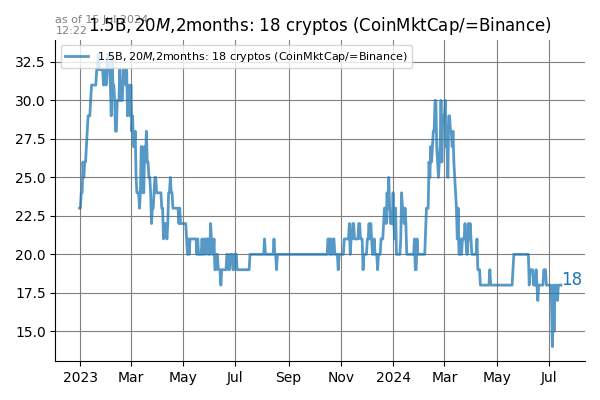 as of 15 Jul 2024
12:22
1.5B, 20M, 2months: 18 cryptos (CoinMktCap/=Binance)
1.5B, 20M, 2months: 18 cryptos (CoinMktCap/=Binance)
32.5
30.0
27.5
25.0
22.5
20.0
17.5
15.0
18
2023 Mar May Jul Sep Nov 2024 Mar May Jul